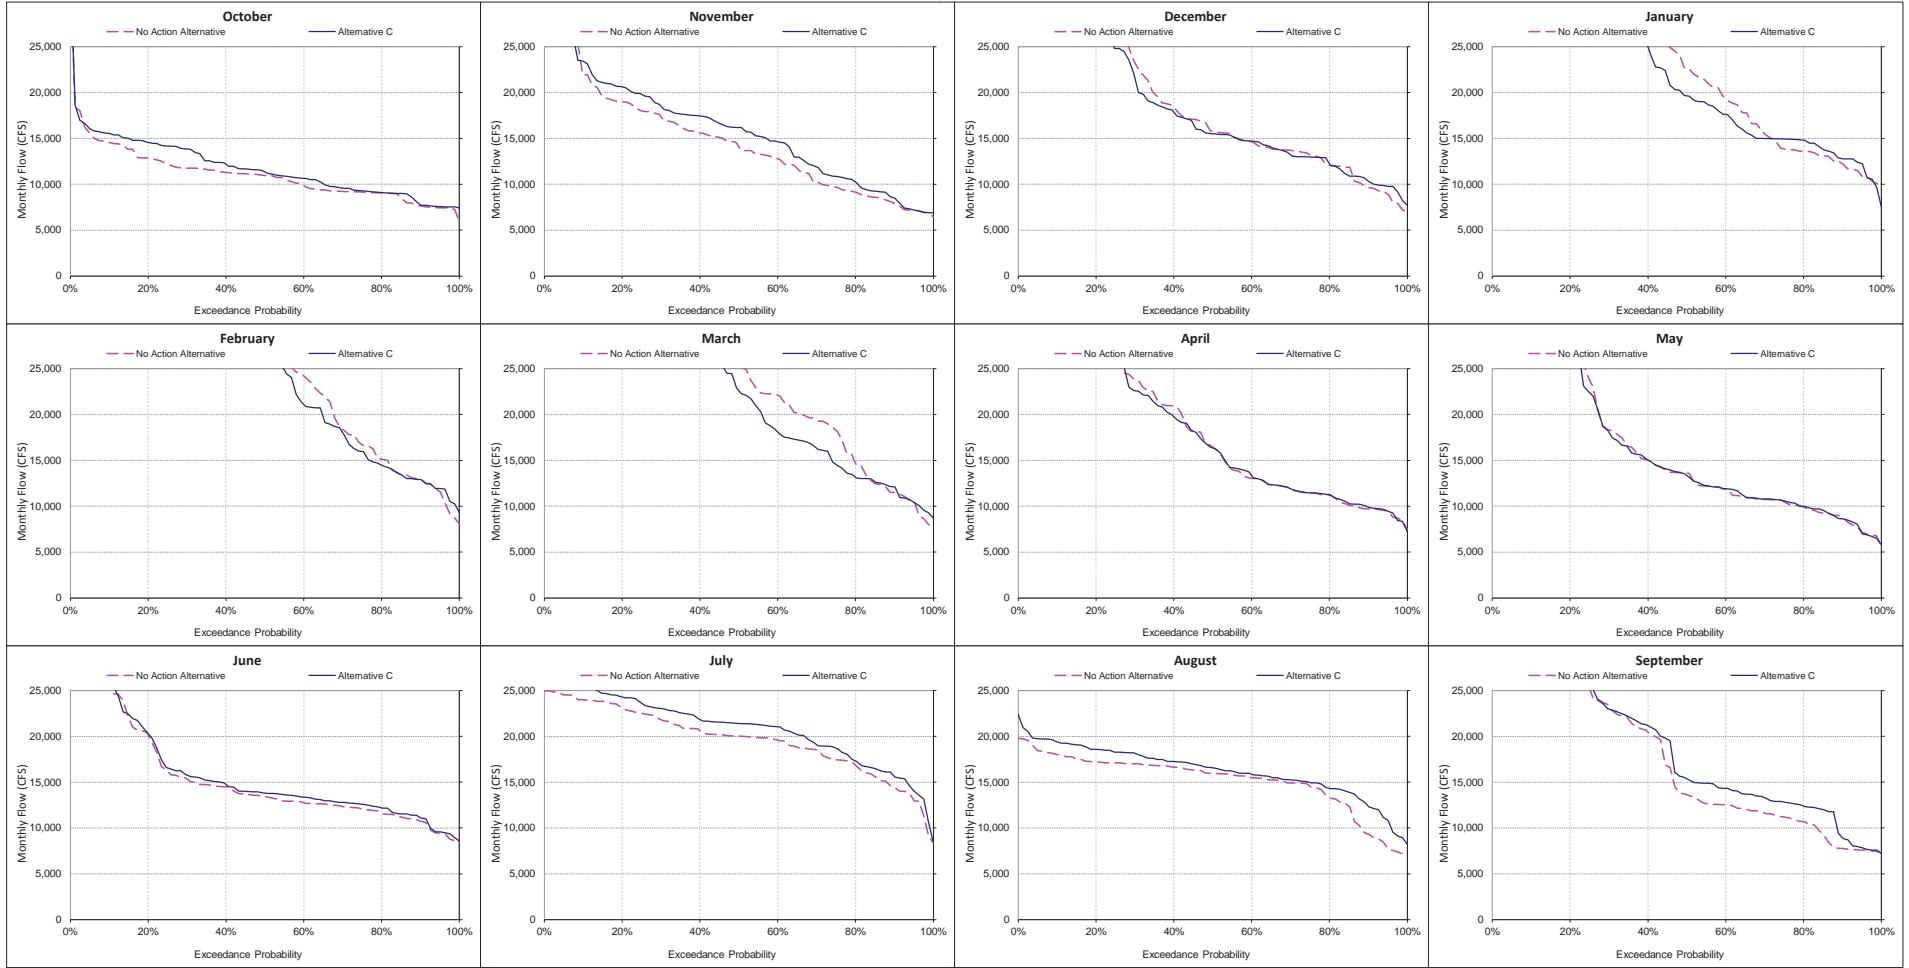 October
No Action Alternative Alternative C
Monthly Flow (CFS)
25,000
20,000
15,000
10,000
5,000
0
0% 20% 40% 60% 80% 100%
Exceedance Probability
November
No Action Alternative Alternative C
Monthly Flow (CFS)
25,000
20,000
15,000
10,000
5,000
0
0% 20% 40% 60% 80% 100%
Exceedance Probability
December
No Action Alternative Alternative C
Monthly Flow (CFS)
25,000
20,000
15,000
10,000
5,000
0
0% 20% 40% 60% 80% 100%
Exceedance Probability
January
No Action Alternative Alternative C
Monthly Flow (CFS)
25,000
20,000
15,000
10,000
5,000
0
0% 20% 40% 60% 80% 100%
Exceedance Probability
February
No Action Alternative Alternative C
Monthly Flow (CFS)
25,000
20,000
15,000
10,000
5,000
0
0% 20% 40% 60% 80% 100%
Exceedance Probability
March
No Action Alternative Alternative C
Monthly Flow (CFS)
25,000
20,000
15,000
10,000
5,000
0
0% 20% 40% 60% 80% 100%
Exceedance Probability
April
No Action Alternative Alternative C
Monthly Flow (CFS)
25,000
20,000
15,000
10,000
5,000
0
0% 20% 40% 60% 80% 100%
Exceedance Probability
May
No Action Alternative Alternative C
Monthly Flow (CFS)
25,000
20,000
15,000
10,000
5,000
0
0% 20% 40% 60% 80% 100%
Exceedance Probability
June
No Action Alternative Alternative C
Monthly Flow (CFS)
25,000
20,000
15,000
10,000
5,000
0
0% 20% 40% 60% 80% 100%
Exceedance Probability
July
No Action Alternative Alternative C
Monthly Flow (CFS)
25,000
20,000
15,000
10,000
5,000
0
0% 20% 40% 60% 80% 100%
Exceedance Probability
August
No Action Alternative Alternative C
Monthly Flow (CFS)
25,000
20,000
15,000
10,000
5,000
0
0% 20% 40% 60% 80% 100%
Exceedance Probability
September
No Action Alternative Alternative C
Monthly Flow (CFS)
25,000
20,000
15,000
10,000
5,000
0
0% 20% 40% 60% 80% 100%
Exceedance Probability